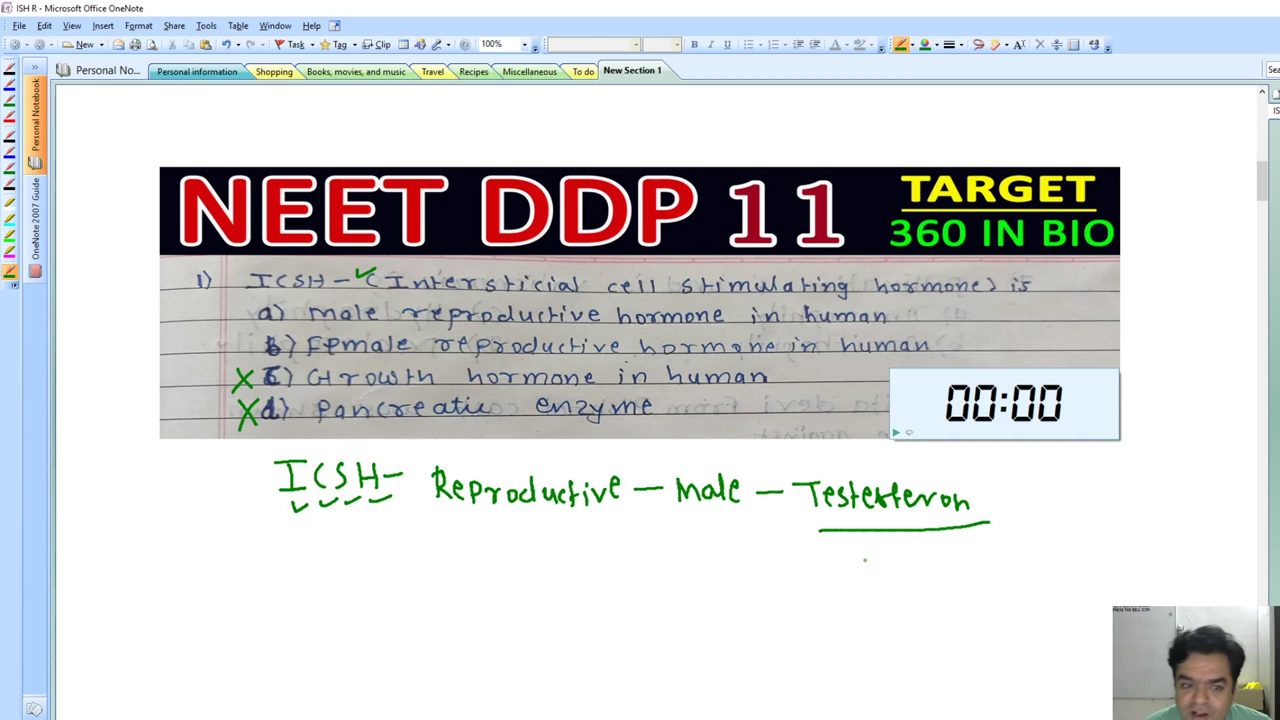 ISH R - Microsoft Office OneNote
File Edit View Insert Format Share Tools Table Window Help
New Task Tag Clip 100% B I U
Personal No... Personal information Shopping Books, movies, and music Travel Recipes Miscellaneous To do New Section 1 Sea
Personal Notebook
OneNote 2007 Guide
IS
NEET DDP 11 TARGET
360 IN BIO
1) ICSH - (Intersticial cell stimulating hormone) is
a) Male reproductive hormone in human
b) Female reproductive hormone in human
c) Growth hormone in human
d) Pancreatic enzyme
00:00
ICSH - Reproductive - Male - Testesteron